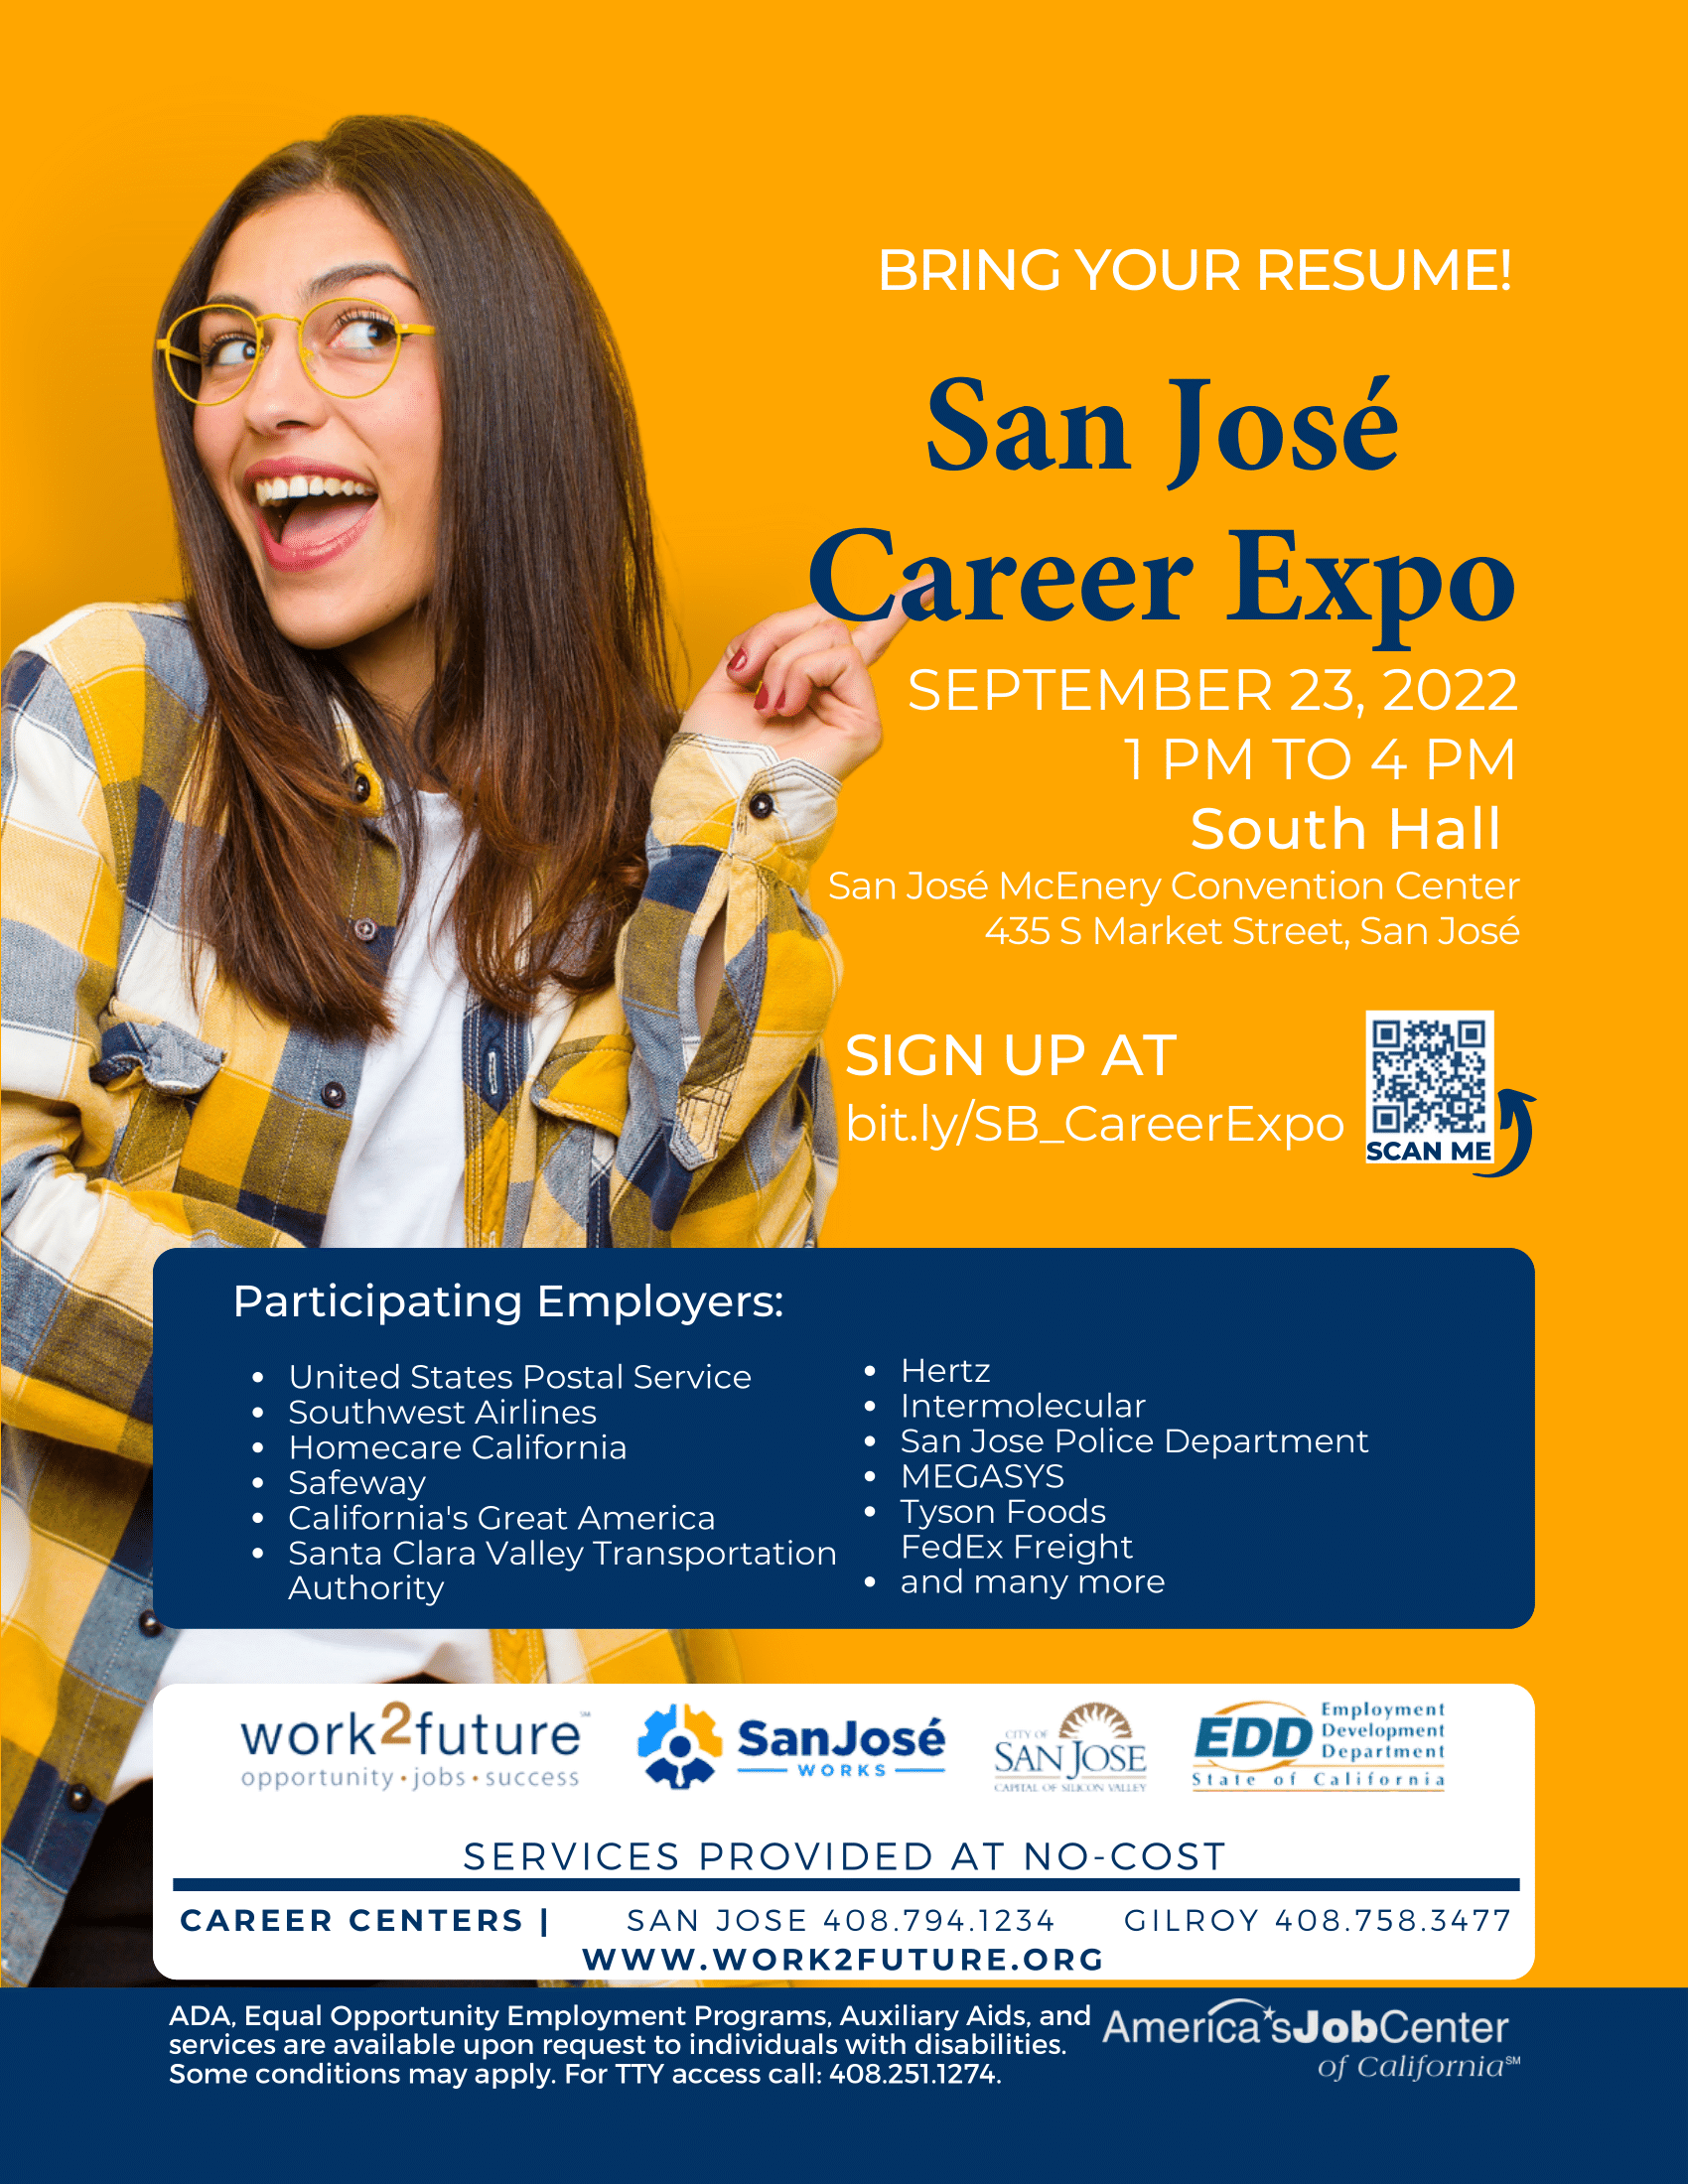 BRING YOUR RESUME!
San José
Career Expo
SEPTEMBER 23, 2022
1 PM TO 4 PM
South Hall
San José McEnery Convention Center
435 S Market Street, San José
SIGN UP AT
bit.ly/SB_CareerExpo
SCAN ME
Participating Employers:
• United States Postal Service
• Southwest Airlines
• Homecare California
• Safeway
• California's Great America
• Santa Clara Valley Transportation
Authority
• Hertz
• Intermolecular
• San Jose Police Department
• MEGASYS
• Tyson Foods
FedEx Freight
• and many more
work2future℠
opportunity • jobs • success
SanJosé
WORKS
CITY OF
SAN JOSE
CAPITAL OF SILICON VALLEY
EDD
Employment
Development
Department
State of California
SERVICES PROVIDED AT NO-COST
CAREER CENTERS | SAN JOSE 408.794.1234 GILROY 408.758.3477
WWW.WORK2FUTURE.ORG
ADA, Equal Opportunity Employment Programs, Auxiliary Aids, and
services are available upon request to individuals with disabilities.
Some conditions may apply. For TTY access call: 408.251.1274.
America'sJobCenter
of California℠